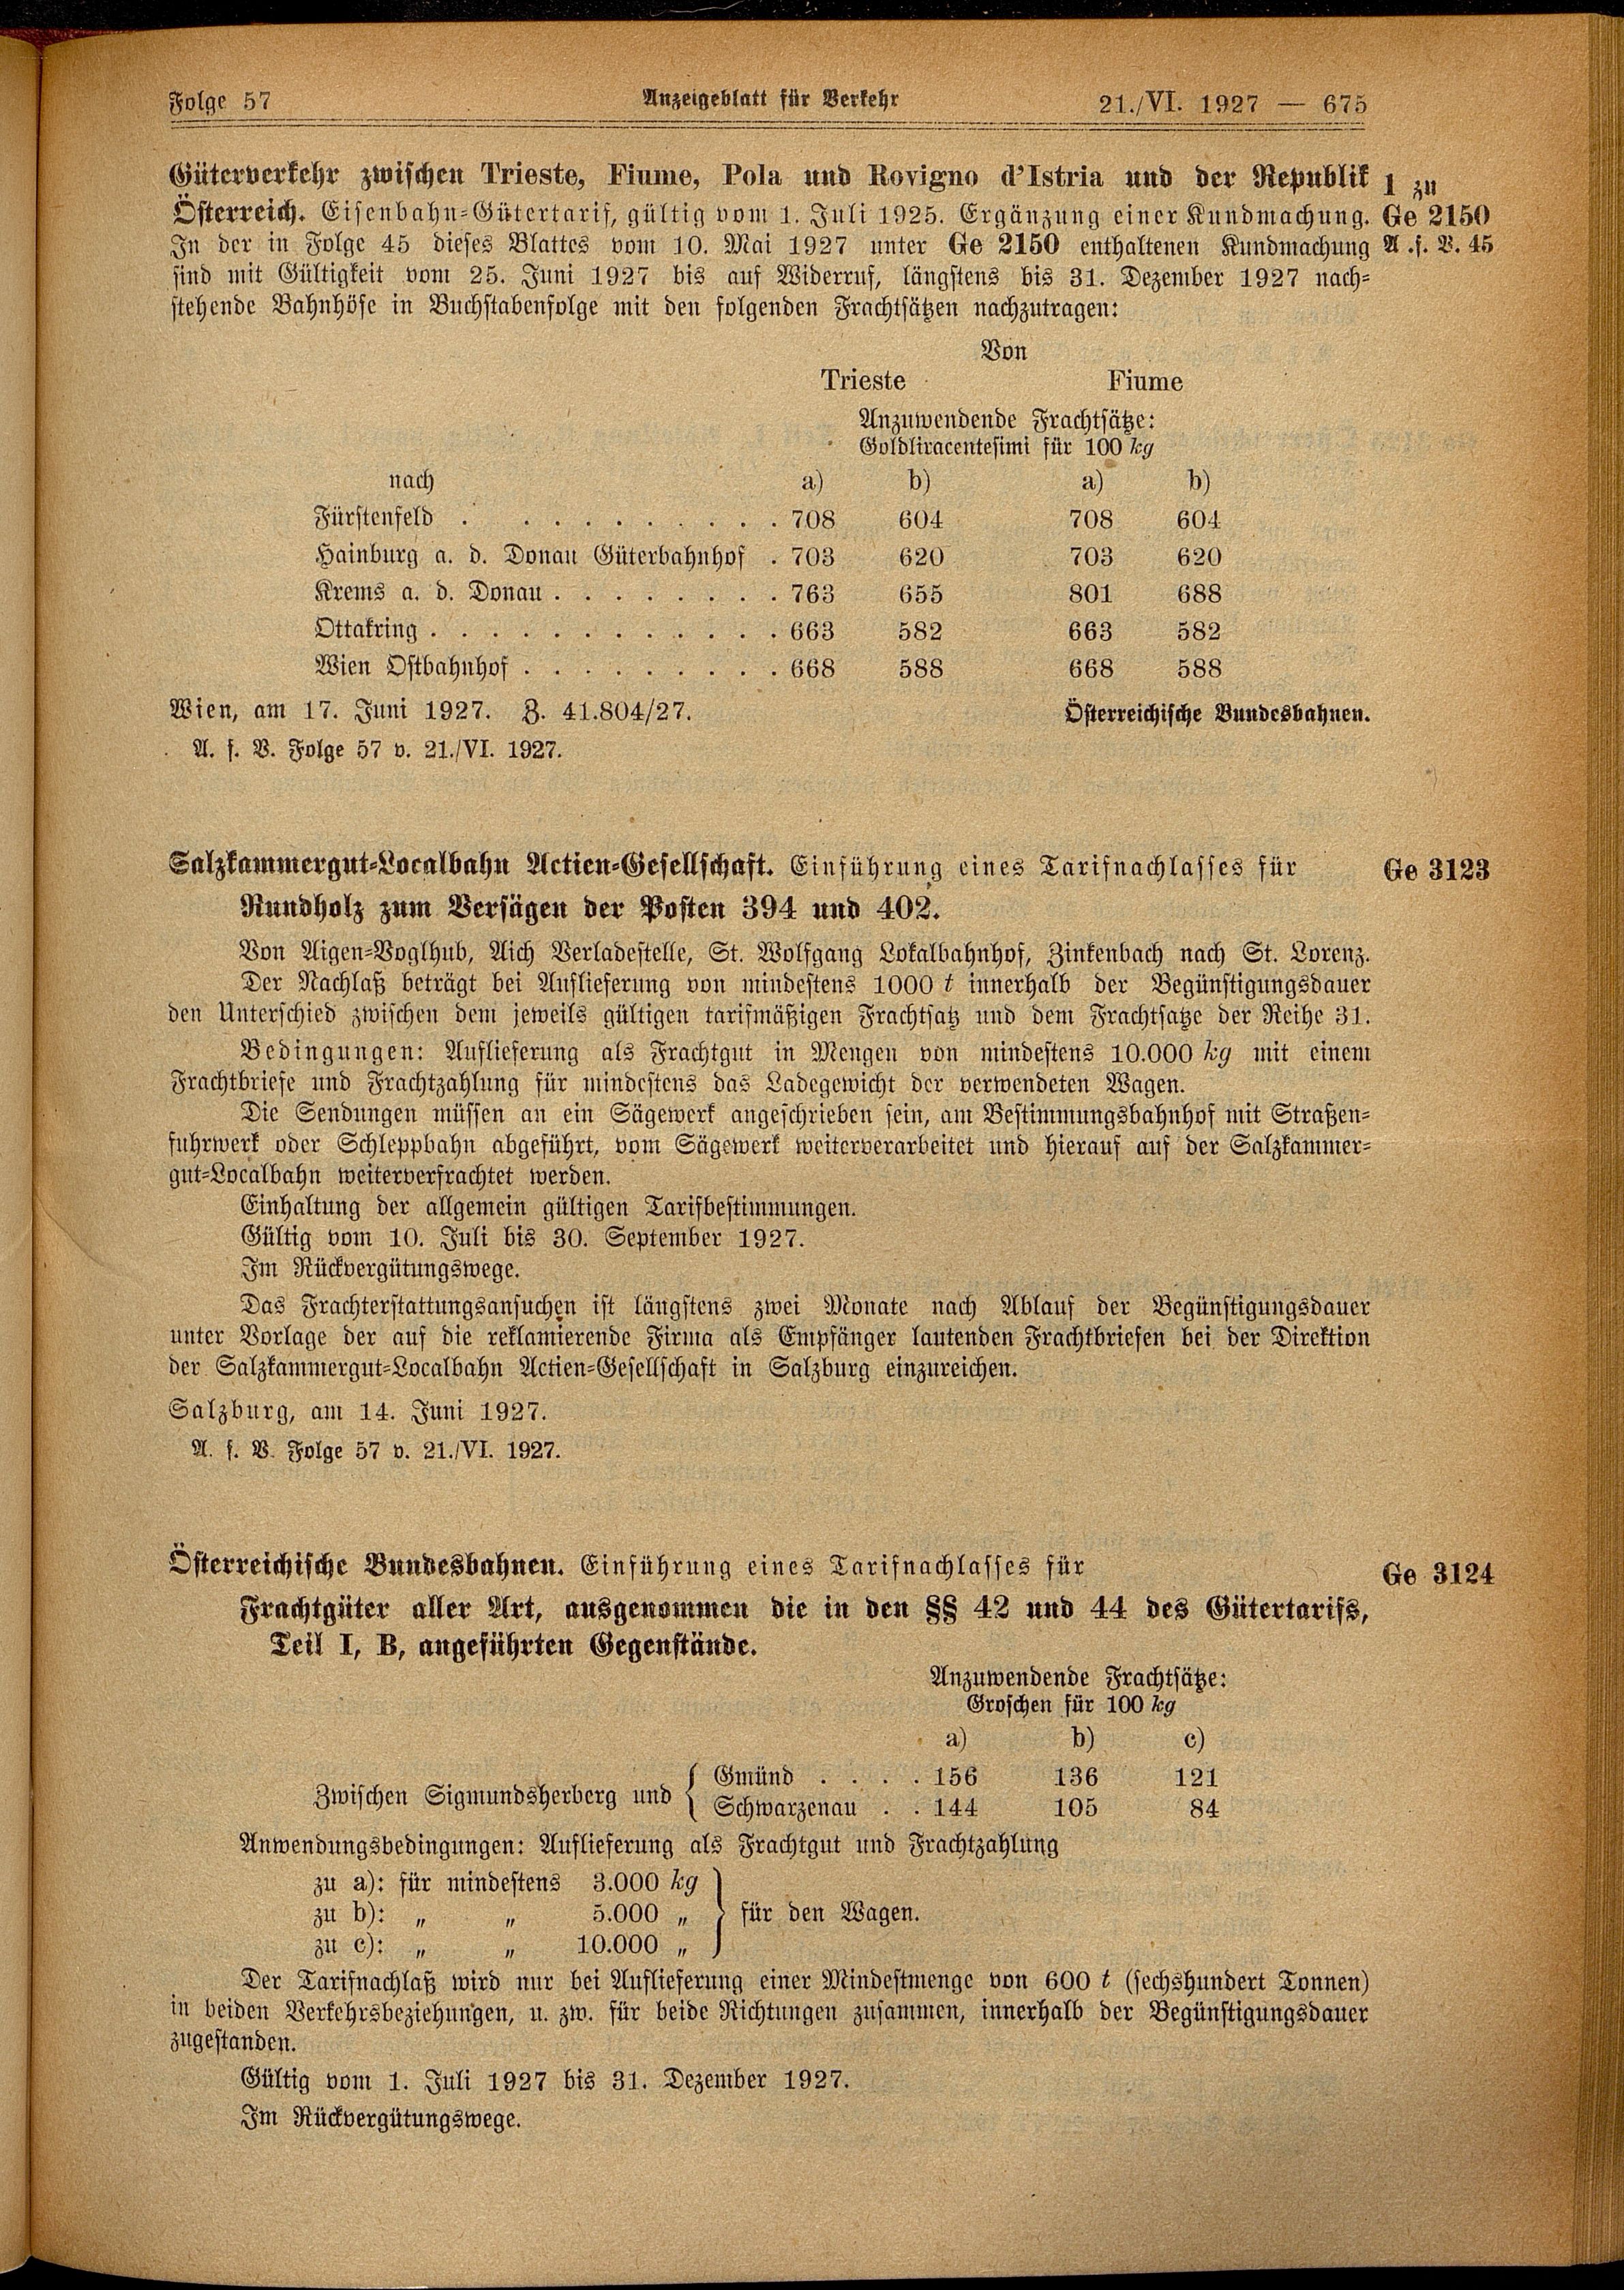 Folge 57 Anzeigeblatt für Verkehr 21./VI. 1927 — 675
Güterverkehr zwischen Trieste, Fiume, Pola und Rovigno d'Istria und der Republik 1 zu
Österreich. Eisenbahn-Gütertarif, gültig vom 1. Juli 1925. Ergänzung einer Kundmachung. Ge 2150
In der in Folge 45 dieses Blattes vom 10. Mai 1927 unter Ge 2150 enthaltenen Kundmachung A. f. V. 45
sind mit Gültigkeit vom 25. Juni 1927 bis auf Widerruf, längstens bis 31. Dezember 1927 nach-
stehende Bahnhöfe in Buchstabenfolge mit den folgenden Frachtsätzen nachzutragen:
Von
Trieste Fiume
Anzuwendende Frachtsätze:
Goldliracentesimi für 100 kg
nach a) b) a) b)
Fürstenfeld . . . . . . . . . . 708 604 708 604
Hainburg a. d. Donau Güterbahnhof . 703 620 703 620
Krems a. d. Donau . . . . . . . . 763 655 801 688
Ottakring . . . . . . . . . . . . 663 582 663 582
Wien Ostbahnhof . . . . . . . . . 668 588 668 588
Wien, am 17. Juni 1927. Z. 41.804/27. Österreichische Bundesbahnen.
A. f. V. Folge 57 v. 21./VI. 1927.
Salzkammergut-Localbahn Actien-Gesellschaft. Einführung eines Tarifnachlasses für Ge 3123
Rundholz zum Versägen der Posten 394 und 402.
Von Aigen-Voglhub, Aich Verladestelle, St. Wolfgang Lokalbahnhof, Zinkenbach nach St. Lorenz.
Der Nachlaß beträgt bei Auflieferung von mindestens 1000 t innerhalb der Begünstigungsdauer
den Unterschied zwischen dem jeweils gültigen tarifmäßigen Frachtsatz und dem Frachtsatze der Reihe 31.
Bedingungen: Auflieferung als Frachtgut in Mengen von mindestens 10.000 kg mit einem
Frachtbriefe und Frachtzahlung für mindestens das Ladegewicht der verwendeten Wagen.
Die Sendungen müssen an ein Sägewerk angeschrieben sein, am Bestimmungsbahnhof mit Straßen-
fuhrwerk oder Schleppbahn abgeführt, vom Sägewerk weiterverarbeitet und hierauf auf der Salzkammer-
gut-Localbahn weiterverfrachtet werden.
Einhaltung der allgemein gültigen Tarifbestimmungen.
Gültig vom 10. Juli bis 30. September 1927.
Im Rückvergütungswege.
Das Frachterstattungsansuchen ist längstens zwei Monate nach Ablauf der Begünstigungsdauer
unter Vorlage der auf die reklamierende Firma als Empfänger lautenden Frachtbriefen bei der Direktion
der Salzkammergut-Localbahn Actien-Gesellschaft in Salzburg einzureichen.
Salzburg, am 14. Juni 1927.
A. f. V. Folge 57 v. 21./VI. 1927.
Österreichische Bundesbahnen. Einführung eines Tarifnachlasses für Ge 3124
Frachtgüter aller Art, ausgenommen die in den §§ 42 und 44 des Gütertarifs,
Teil I, B, angeführten Gegenstände.
Anzuwendende Frachtsätze:
Groschen für 100 kg
a) b) c)
Zwischen Sigmundsherberg und { Gmünd . . . . 156 136 121
Schwarzenau . . 144 105 84
Anwendungsbedingungen: Auflieferung als Frachtgut und Frachtzahlung
zu a): für mindestens 3.000 kg
zu b): „ „ 5.000 „ } für den Wagen.
zu c): „ „ 10.000 „
Der Tarifnachlaß wird nur bei Auflieferung einer Mindestmenge von 600 t (sechshundert Tonnen)
in beiden Verkehrsbeziehungen, u. zw. für beide Richtungen zusammen, innerhalb der Begünstigungsdauer
zugestanden.
Gültig vom 1. Juli 1927 bis 31. Dezember 1927.
Im Rückvergütungswege.